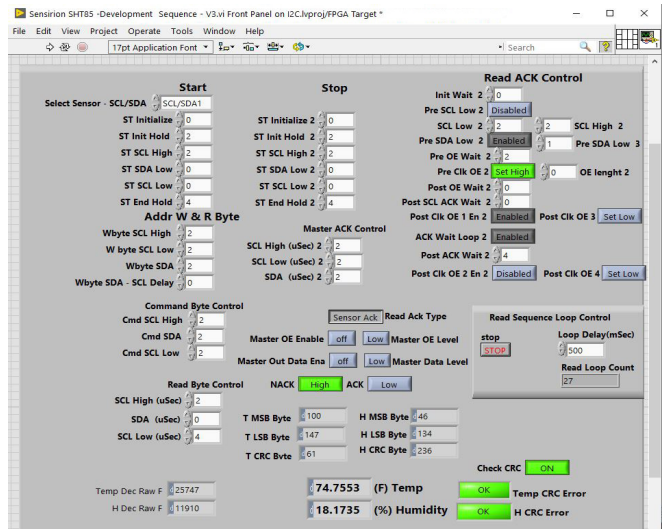 Sensirion SHT85 -Development Sequence - V3.vi Front Panel on I2C.lvproj/FPGA Target *
File Edit View Project Operate Tools Window Help
17pt Application Font Search
Start
Select Sensor - SCL/SDA SCL/SDA1
ST Initialize 0
ST Init Hold 2
ST SCL High 2
ST SDA Low 0
ST SCL Low 0
ST End Hold 4
Stop
ST Initialize 2 0
ST Init Hold 2 2
ST SCL High 2 2
ST SDA Low 2 0
ST SCL Low 2 0
ST End Hold 2 4
Read ACK Control
Init Wait 2 0
Pre SCL Low 2 Disabled
SCL Low 2 2 2 SCL High 2
Pre SDA Low 2 Enabled 1 Pre SDA Low 3
Pre OE Wait 2 2
Pre Clk OE 2 Set High 0 OE lenght 2
Post OE Wait 2 0
Post SCL ACK Wait 2 0
Post Clk OE 1 En 2 Enabled Post Clk OE 3 Set Low
ACK Wait Loop 2 Enabled
Post ACK Wait 2 4
Post Clk OE 2 En 2 Disabled Post Clk OE 4 Set Low
Addr W & R Byte
Wbyte SCL High 2
W byte SCL Low 2
Wbyte SDA 2
Wbyte SDA - SCL Delay 0
Master ACK Control
SCL High (uSec) 2 2
SCL Low (uSec) 2 2
SDA (uSec) 2 2
Command Byte Control
Cmd SCL High 2
Cmd SDA 2
Cmd SCL Low 2
Sensor Ack Read Ack Type
Master OE Enable off Low Master OE Level
Master Out Data Ena off Low Master Data Level
NACK High ACK Low
Read Sequence Loop Control
stop
STOP
Loop Delay(mSec)
500
Read Loop Count
27
Read Byte Control
SCL High (uSec) 2
SDA (uSec) 0
SCL Low (uSec) 4
T MSB Byte 100
T LSB Byte 147
T CRC Byte 61
H MSB Byte 46
H LSB Byte 134
H CRC Byte 236
Check CRC ON
Temp Dec Raw F 25747
H Dec Raw F 11910
74.7553 (F) Temp OK Temp CRC Error
18.1735 (%) Humidity OK H CRC Error